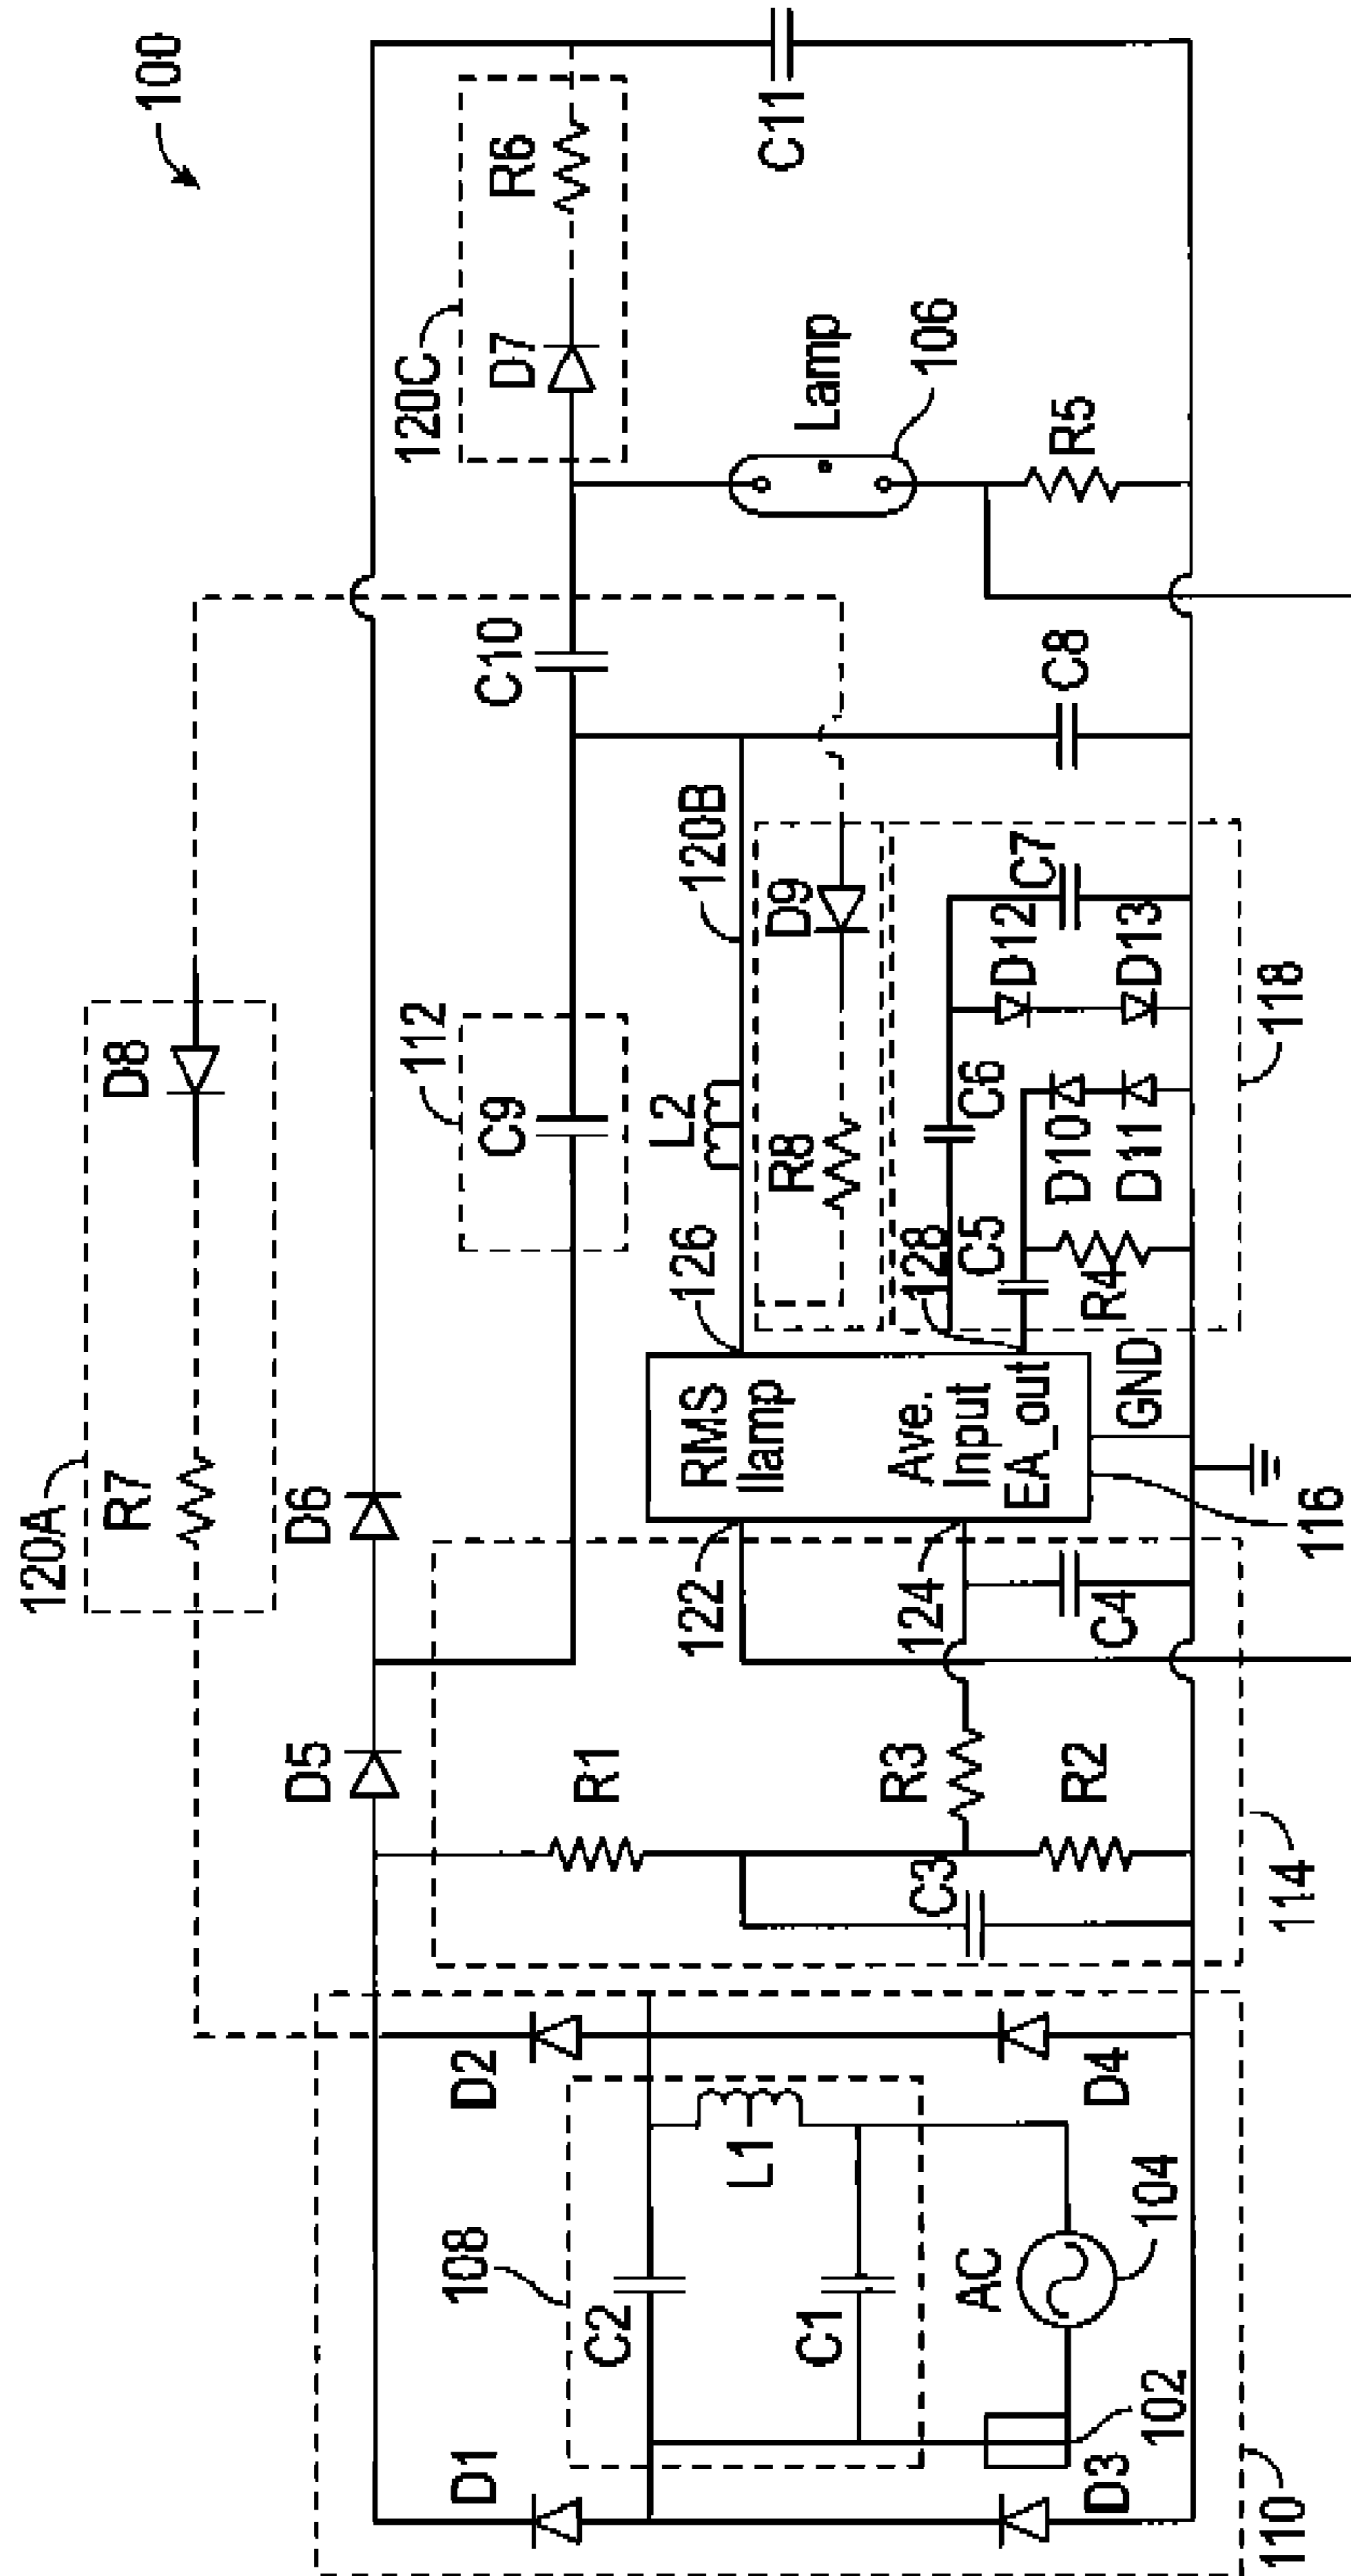 100
120A
R7
D8
D5
D6
120C
D7
R6
C11
112
C9
C10
Lamp
106
R5
L2
120B
C8
122
124
126
128
RMS
Ilamp
Ave.
Input
EA_out
GND
116
R8
D9
C5
C6
C7
R4
D10
D11
D12
D13
118
R1
R3
R2
C3
C4
114
D1
D2
D3
D4
108
C2
C1
L1
AC
104
102
110